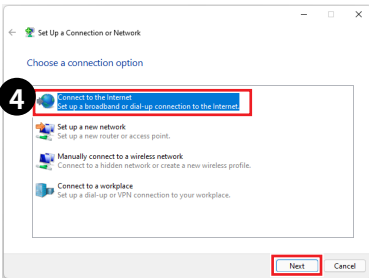 Set Up a Connection or Network
Choose a connection option
4
Connect to the Internet
Set up a broadband or dial-up connection to the Internet.
Set up a new network
Set up a new router or access point.
Manually connect to a wireless network
Connect to a hidden network or create a new wireless profile.
Connect to a workplace
Set up a dial-up or VPN connection to your workplace.
Next Cancel